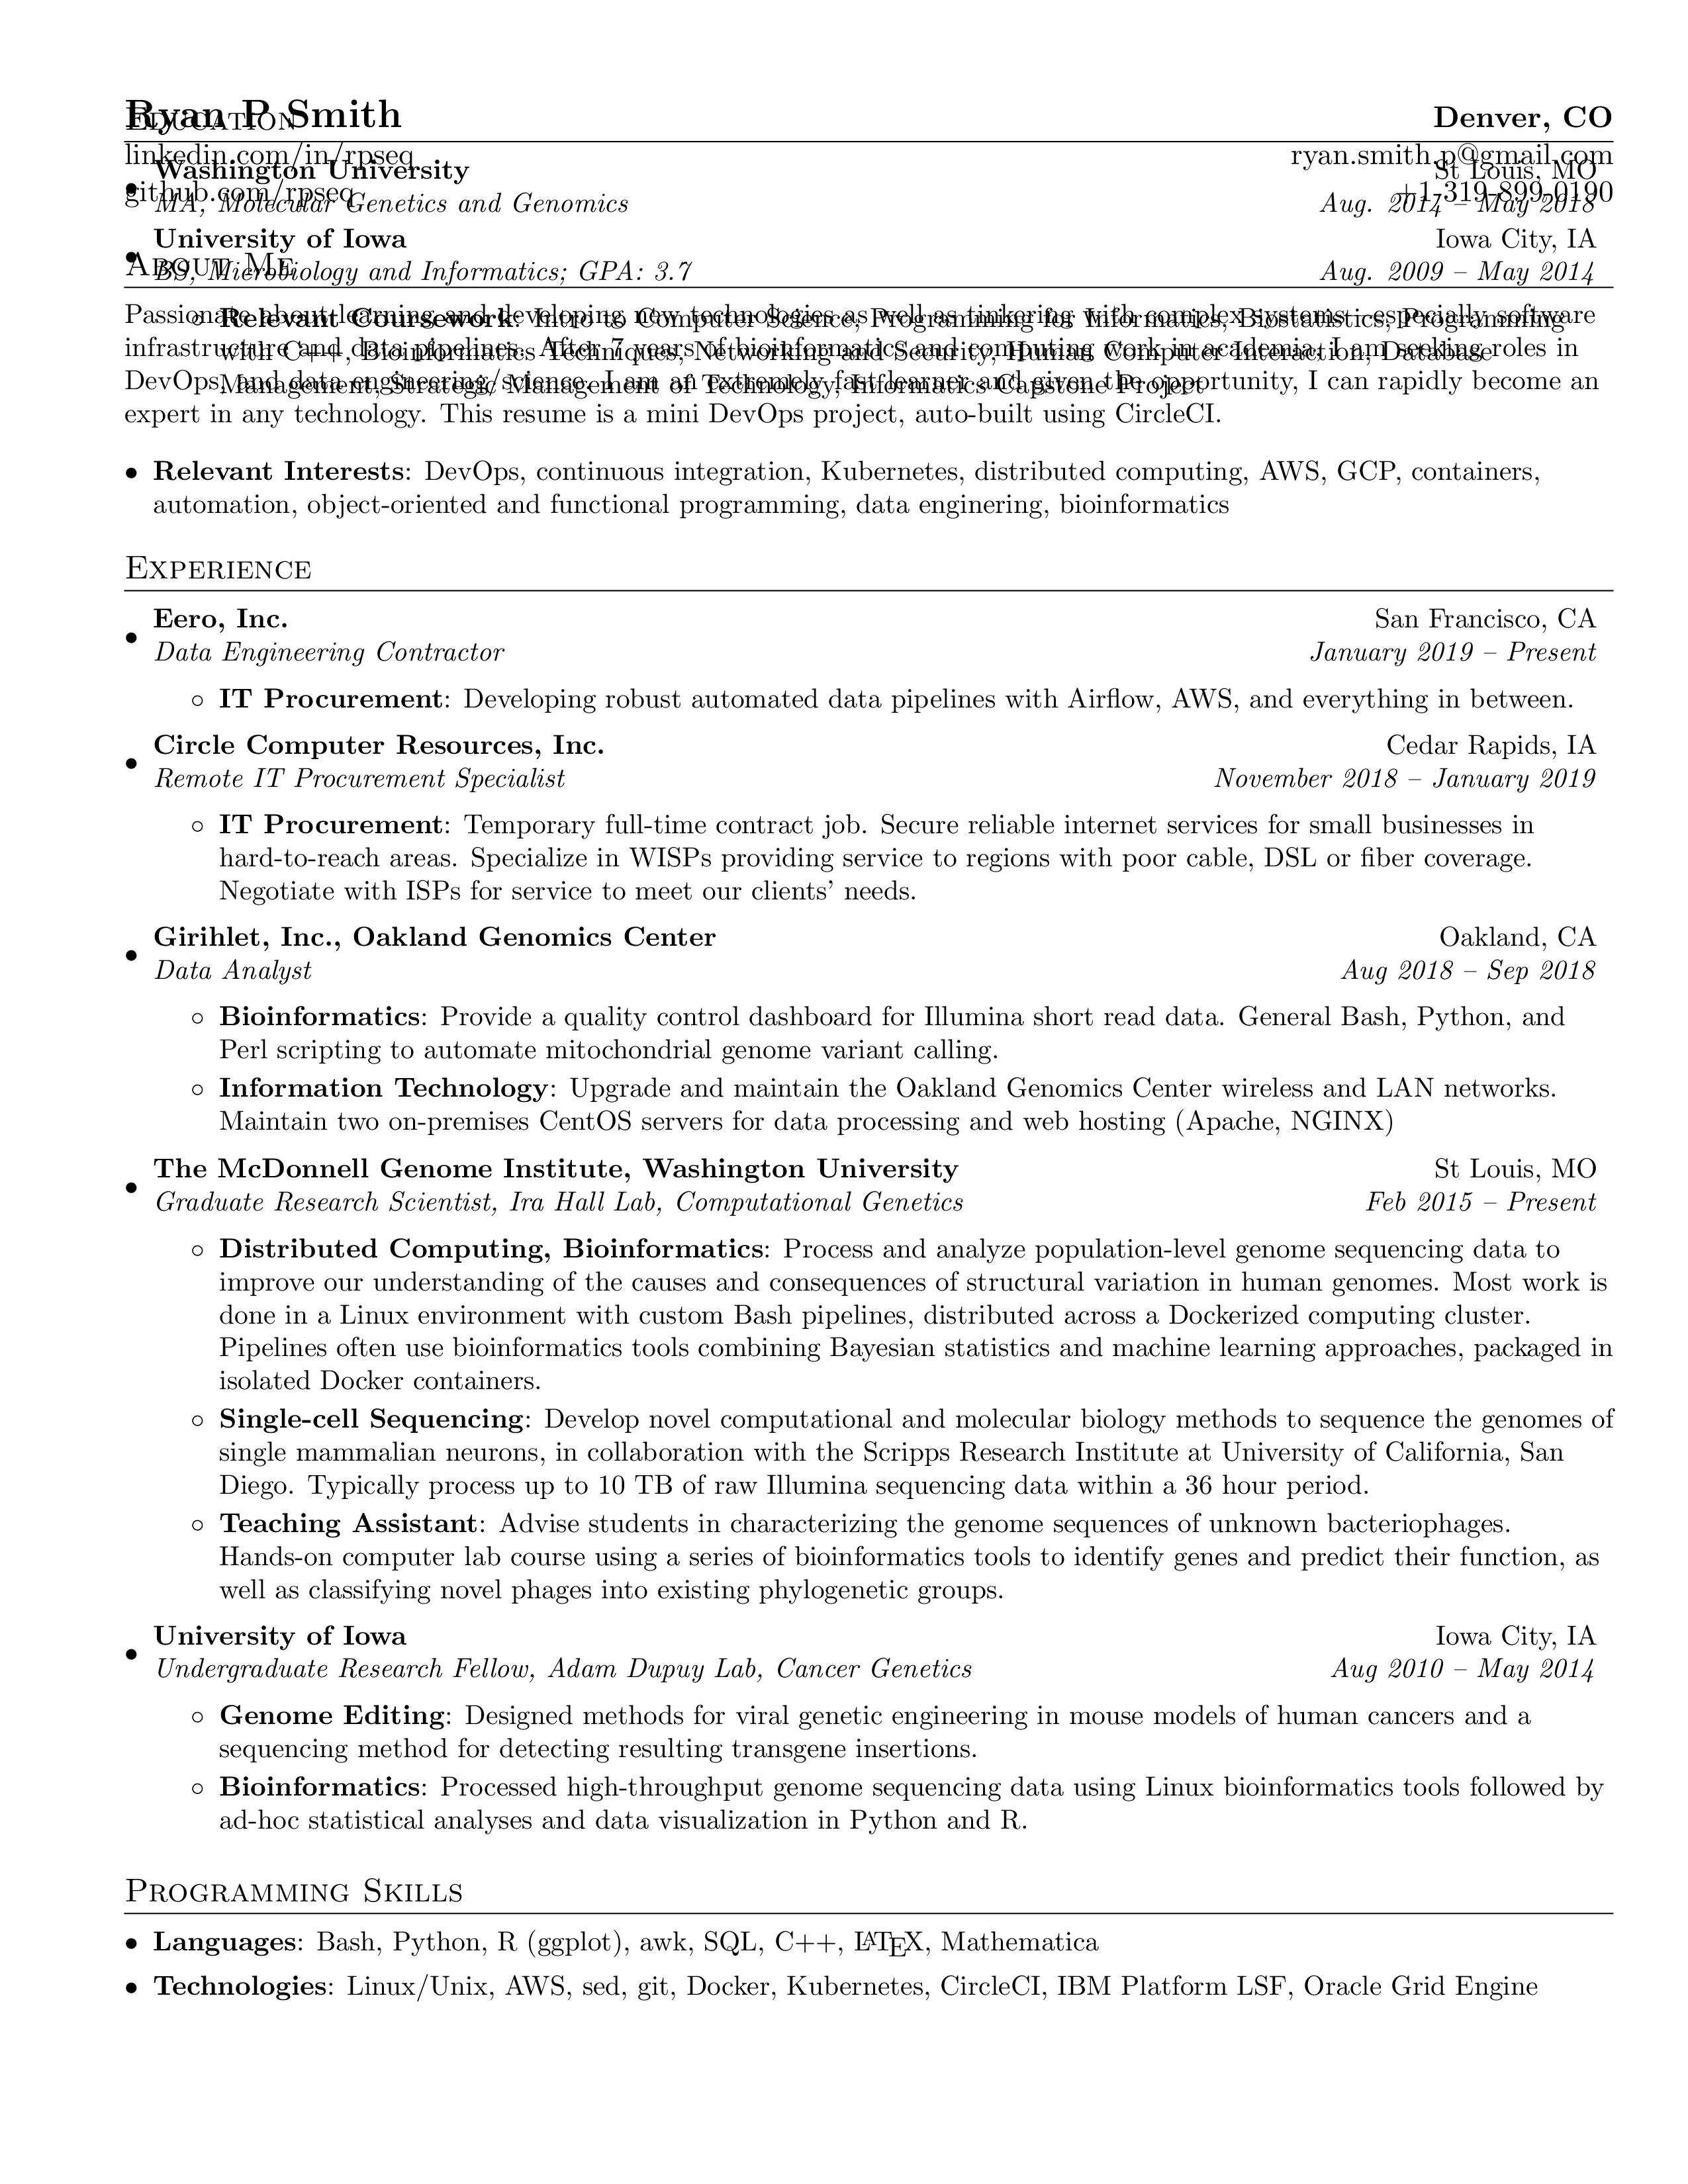 Ryan P Smith Denver, CO
linkedin.com/in/rpseq ryan.smith.p@gmail.com
github.com/rpseq +1-319-899-0190
Education
• Washington University St Louis, MO
MA, Molecular Genetics and Genomics Aug. 2014 – May 2018
• University of Iowa Iowa City, IA
BS, Microbiology and Informatics; GPA: 3.7 Aug. 2009 – May 2014
◦ Relevant Coursework: Intro to Computer Science, Programming for Informatics, Biostatistics, Programming
with C++, Bioinformatics Techniques, Networking and Security, Human Computer Interaction, Database
Management, Strategic Management of Technology, Informatics Capstone Project
About Me
Passionate about learning and developing new technologies as well as tinkering with complex systems – especially software
infrastructure and data pipelines. After 7 years of bioinformatics and computing work in academia, I am seeking roles in
DevOps, and data engineering/science. I am an extremely fast learner and given the opportunity, I can rapidly become an
expert in any technology. This resume is a mini DevOps project, auto-built using CircleCI.
• Relevant Interests: DevOps, continuous integration, Kubernetes, distributed computing, AWS, GCP, containers,
automation, object-oriented and functional programming, data enginering, bioinformatics
Experience
• Eero, Inc. San Francisco, CA
Data Engineering Contractor January 2019 – Present
◦ IT Procurement: Developing robust automated data pipelines with Airflow, AWS, and everything in between.
• Circle Computer Resources, Inc. Cedar Rapids, IA
Remote IT Procurement Specialist November 2018 – January 2019
◦ IT Procurement: Temporary full-time contract job. Secure reliable internet services for small businesses in
hard-to-reach areas. Specialize in WISPs providing service to regions with poor cable, DSL or fiber coverage.
Negotiate with ISPs for service to meet our clients' needs.
• Girihlet, Inc., Oakland Genomics Center Oakland, CA
Data Analyst Aug 2018 – Sep 2018
◦ Bioinformatics: Provide a quality control dashboard for Illumina short read data. General Bash, Python, and
Perl scripting to automate mitochondrial genome variant calling.
◦ Information Technology: Upgrade and maintain the Oakland Genomics Center wireless and LAN networks.
Maintain two on-premises CentOS servers for data processing and web hosting (Apache, NGINX)
• The McDonnell Genome Institute, Washington University St Louis, MO
Graduate Research Scientist, Ira Hall Lab, Computational Genetics Feb 2015 – Present
◦ Distributed Computing, Bioinformatics: Process and analyze population-level genome sequencing data to
improve our understanding of the causes and consequences of structural variation in human genomes. Most work is
done in a Linux environment with custom Bash pipelines, distributed across a Dockerized computing cluster.
Pipelines often use bioinformatics tools combining Bayesian statistics and machine learning approaches, packaged in
isolated Docker containers.
◦ Single-cell Sequencing: Develop novel computational and molecular biology methods to sequence the genomes of
single mammalian neurons, in collaboration with the Scripps Research Institute at University of California, San
Diego. Typically process up to 10 TB of raw Illumina sequencing data within a 36 hour period.
◦ Teaching Assistant: Advise students in characterizing the genome sequences of unknown bacteriophages.
Hands-on computer lab course using a series of bioinformatics tools to identify genes and predict their function, as
well as classifying novel phages into existing phylogenetic groups.
• University of Iowa Iowa City, IA
Undergraduate Research Fellow, Adam Dupuy Lab, Cancer Genetics Aug 2010 – May 2014
◦ Genome Editing: Designed methods for viral genetic engineering in mouse models of human cancers and a
sequencing method for detecting resulting transgene insertions.
◦ Bioinformatics: Processed high-throughput genome sequencing data using Linux bioinformatics tools followed by
ad-hoc statistical analyses and data visualization in Python and R.
Programming Skills
• Languages: Bash, Python, R (ggplot), awk, SQL, C++, LATEX, Mathematica
• Technologies: Linux/Unix, AWS, sed, git, Docker, Kubernetes, CircleCI, IBM Platform LSF, Oracle Grid Engine